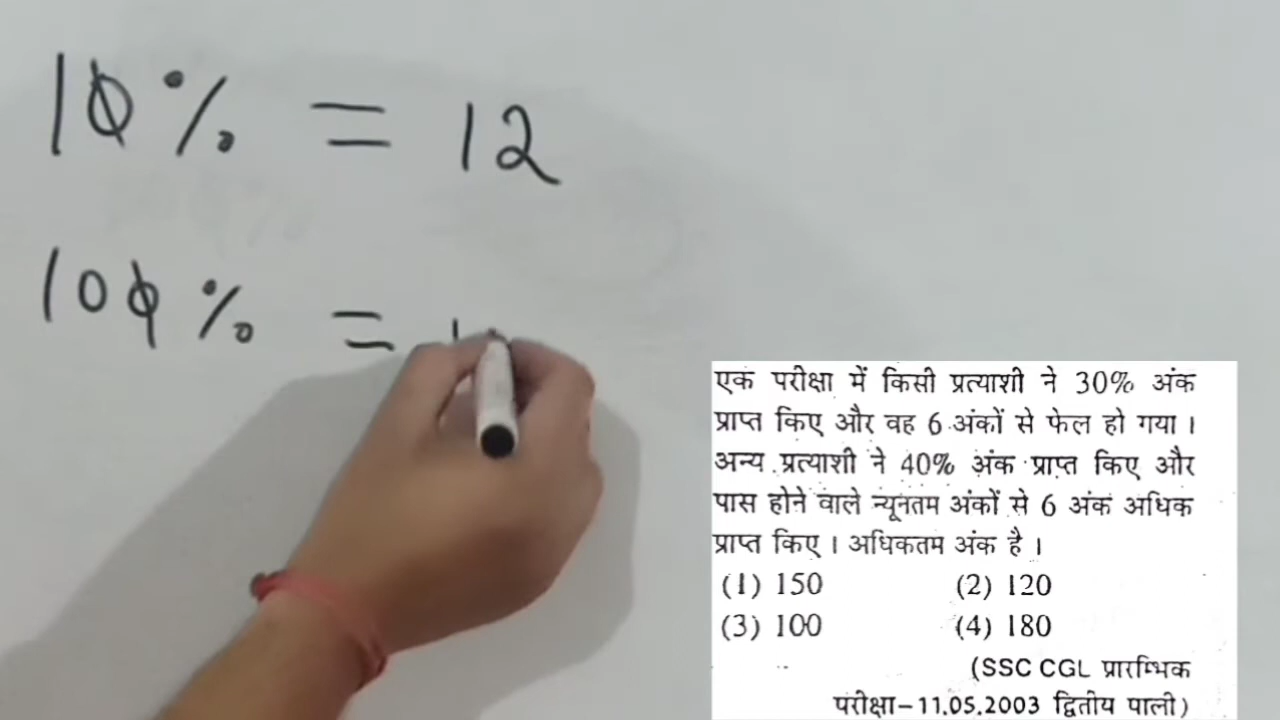 10% = 12
100% = 1
एक परीक्षा में किसी प्रत्याशी ने 30% अंक
प्राप्त किए और वह 6 अंकों से फेल हो गया ।
अन्य प्रत्याशी ने 40% अंक प्राप्त किए और
पास होने वाले न्यूनतम अंकों से 6 अंक अधिक
प्राप्त किए । अधिकतम अंक है ।
(1) 150 (2) 120
(3) 100 (4) 180
(SSC CGL प्रारम्भिक
परीक्षा–11.05.2003 द्वितीय पाली)